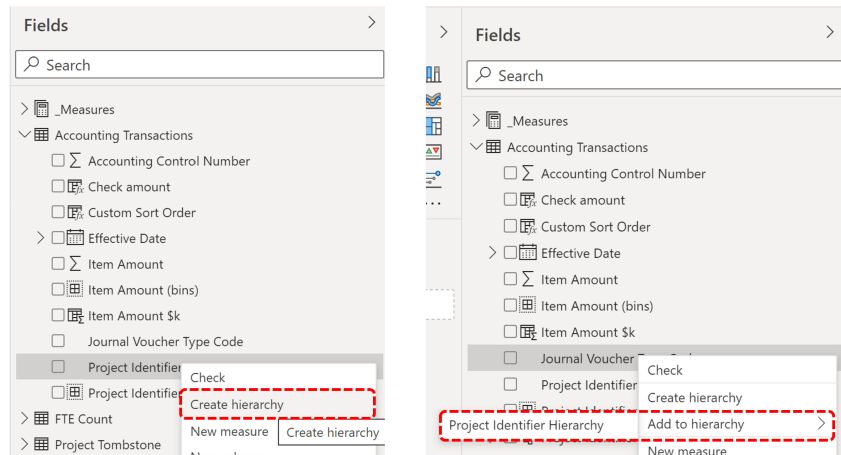 Fields
Search
_Measures
Accounting Transactions
Accounting Control Number
Check amount
Custom Sort Order
Effective Date
Item Amount
Item Amount (bins)
Item Amount $k
Journal Voucher Type Code
Project Identifier
Check
Project Identifie
Create hierarchy
FTE Count
New measure
Create hierarchy
Project Tombstone
Fields
Search
_Measures
Accounting Transactions
Accounting Control Number
Check amount
Custom Sort Order
Effective Date
Item Amount
Item Amount (bins)
Item Amount $k
Journal Voucher
Check
Project Identifier
Create hierarchy
Project Identifier Hierarchy
Add to hierarchy
New measure